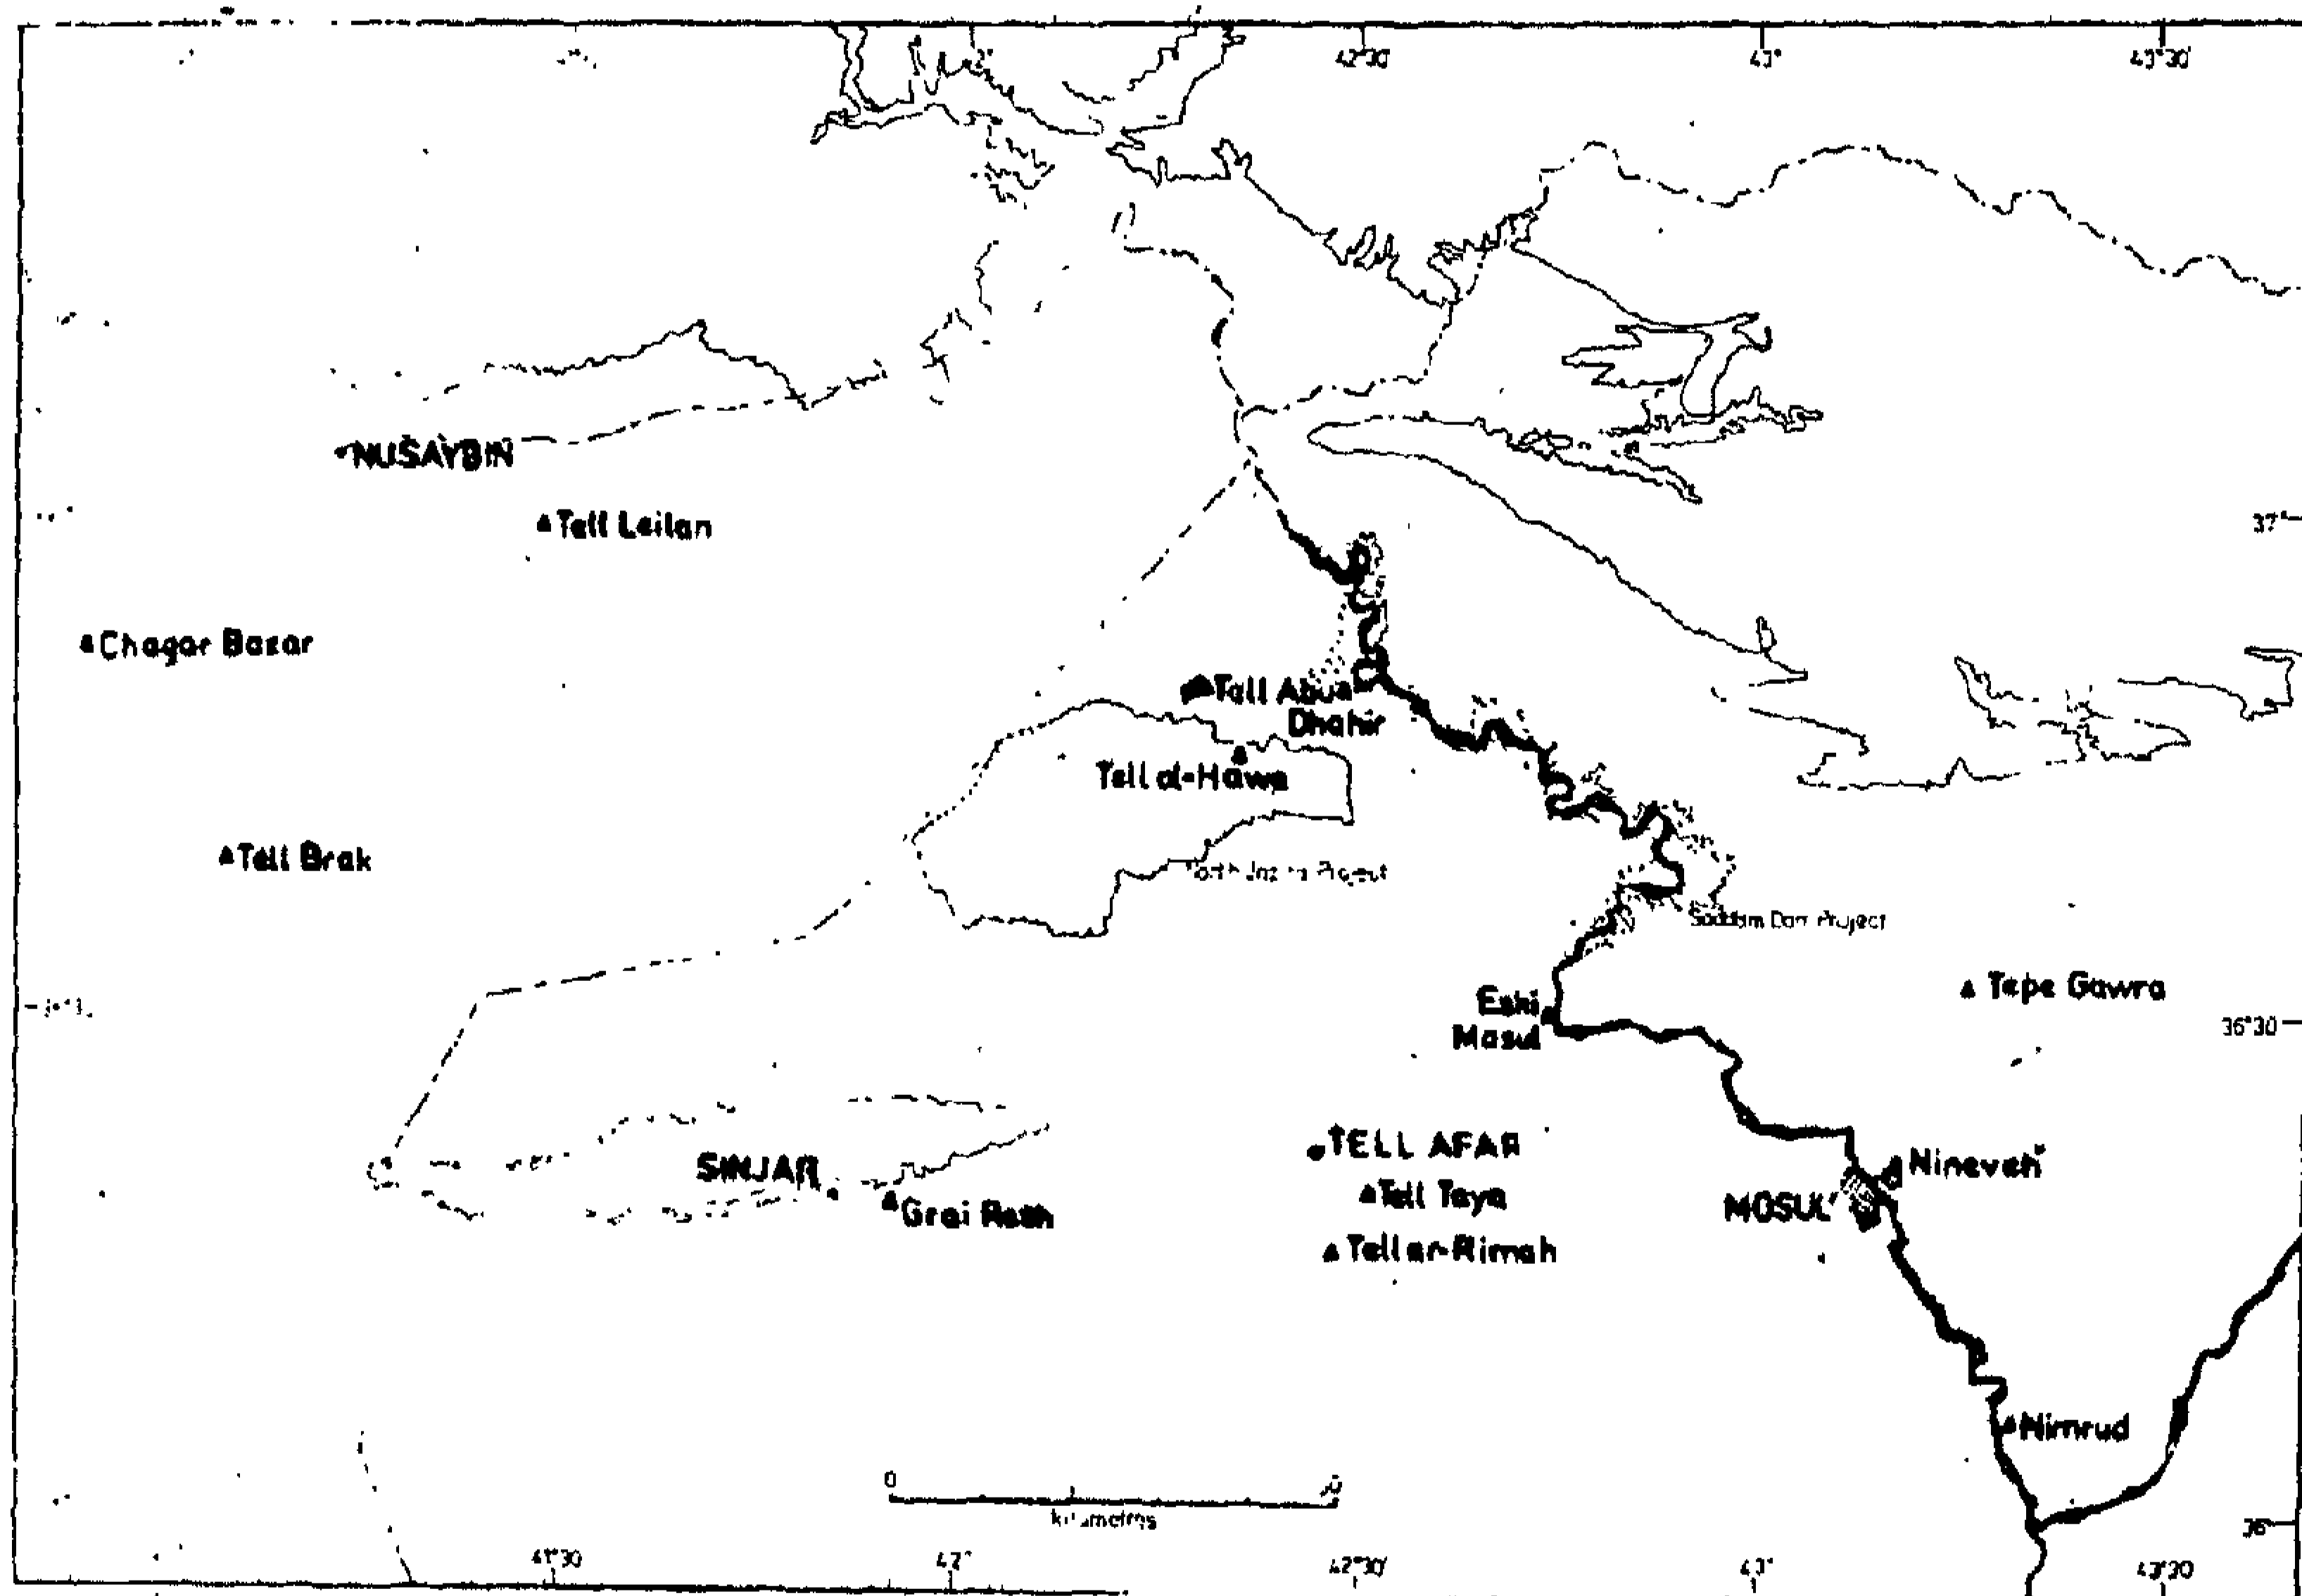 42°30'
43°
43°30'
NUSAYBIN
Tell Leilan
37°
Chagar Bazar
Tall Abu
Dhahir
Tell al-Hawa
Tell Brak
Project
Saddam Dam Project
Tepe Gawra
Eski
Mosul
36°30
TELL AFAR
SINJAR
Nineveh
Tell Taya
MOSUL
Grai Resh
Tell ar-Rimah
Nimrud
0
kilometres
36°
41°30
42°
42°30'
43°
43°30